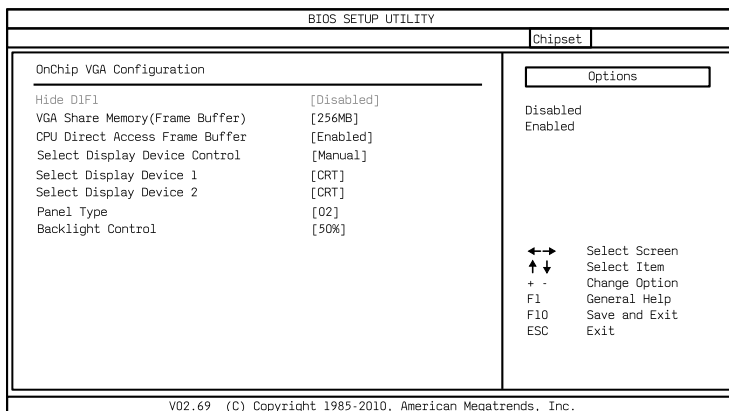 BIOS SETUP UTILITY
Chipset
OnChip VGA Configuration
Hide D1F1 [Disabled]
VGA Share Memory(Frame Buffer) [256MB]
CPU Direct Access Frame Buffer [Enabled]
Select Display Device Control [Manual]
Select Display Device 1 [CRT]
Select Display Device 2 [CRT]
Panel Type [02]
Backlight Control [50%]
Options
Disabled
Enabled
←→ Select Screen
↑↓ Select Item
+ - Change Option
F1 General Help
F10 Save and Exit
ESC Exit
V02.69 (C) Copyright 1985-2010, American Megatrends, Inc.